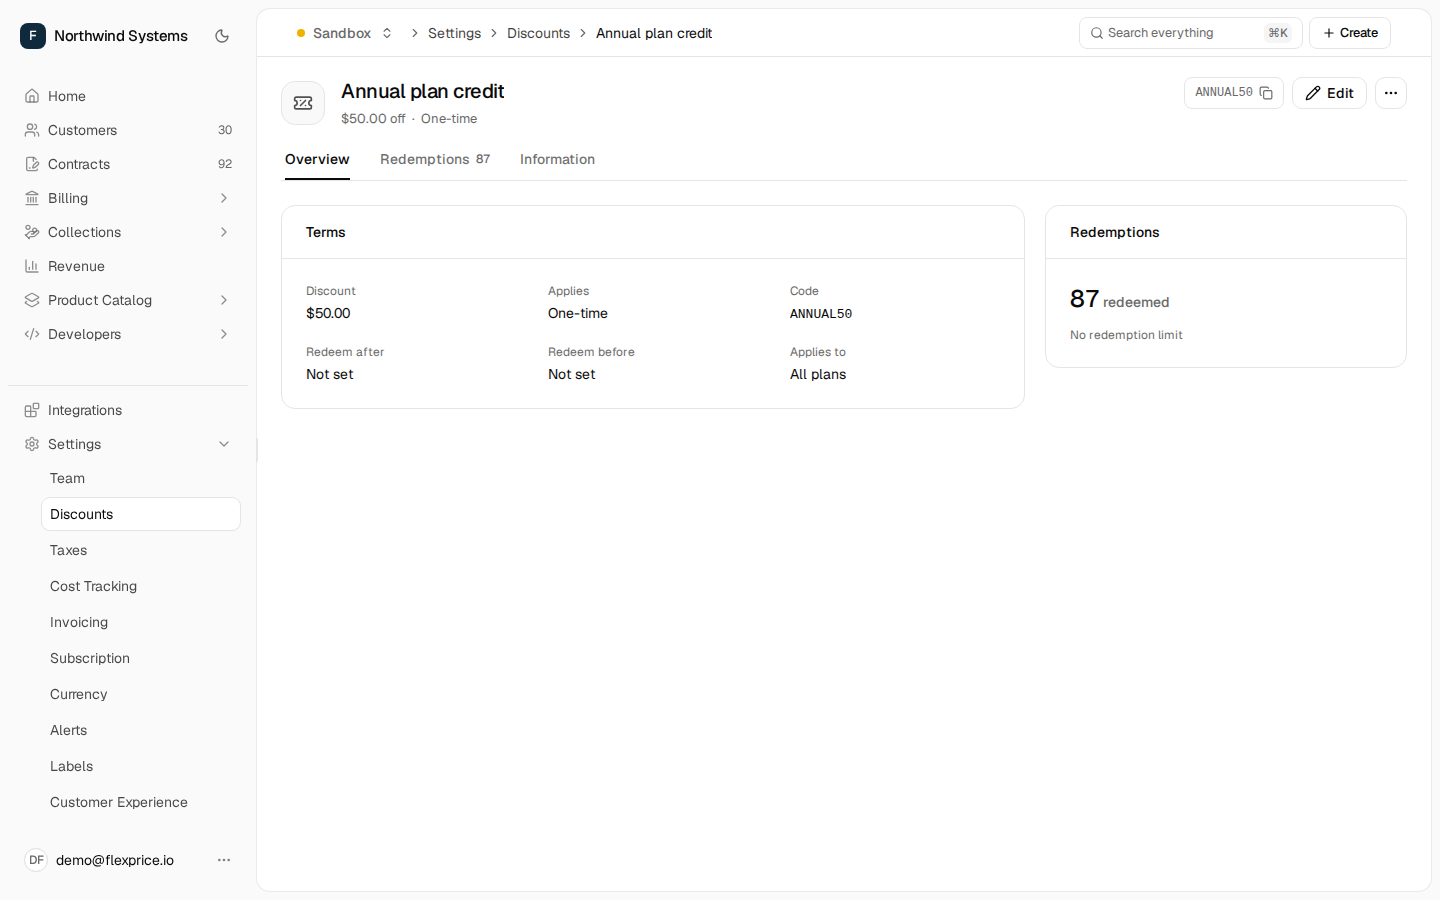 F Northwind Systems
Home
Customers 30
Contracts 92
Billing
Collections
Revenue
Product Catalog
Developers
Integrations
Settings
Team
Discounts
Taxes
Cost Tracking
Invoicing
Subscription
Currency
Alerts
Labels
Customer Experience
DF demo@flexprice.io
Sandbox Settings Discounts Annual plan credit
Search everything ⌘K
Create
Annual plan credit
$50.00 off · One-time
ANNUAL50
Edit
Overview Redemptions 87 Information
Terms
Discount Applies Code
$50.00 One-time ANNUAL50
Redeem after Redeem before Applies to
Not set Not set All plans
Redemptions
87 redeemed
No redemption limit